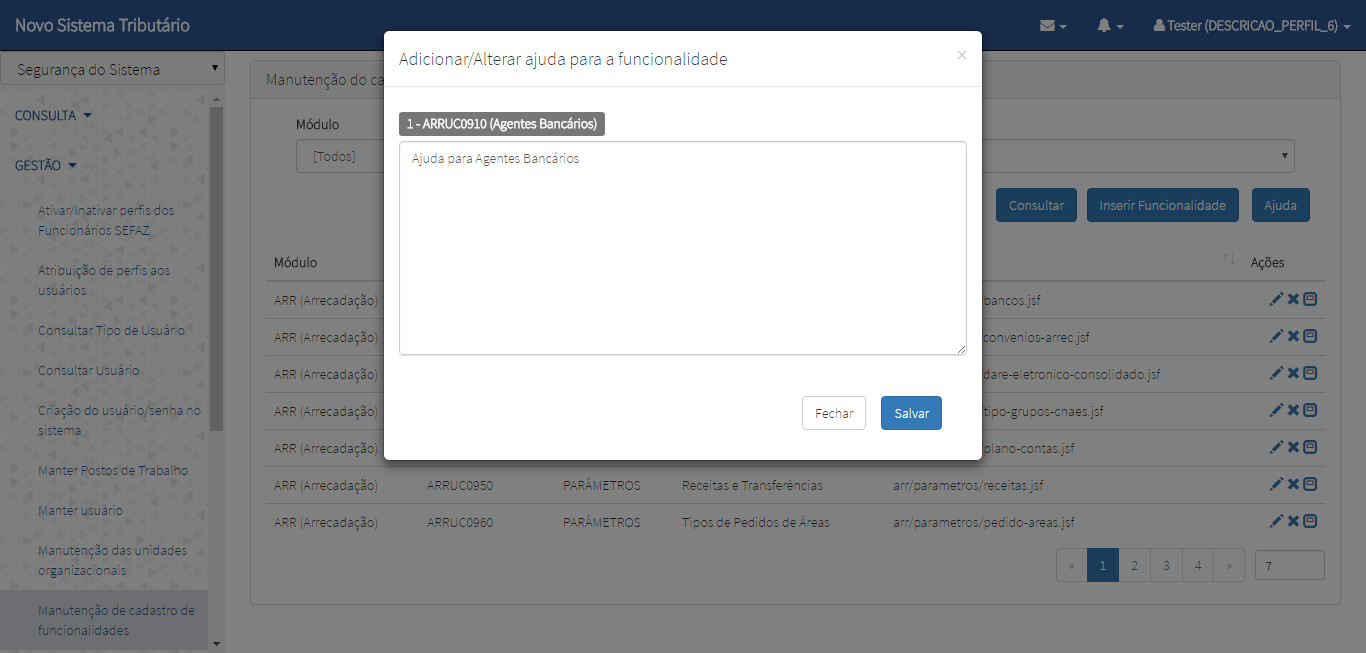 Novo Sistema Tributário
Tester (DESCRICAO_PERFIL_6)
Segurança do Sistema
CONSULTA
GESTÃO
Ativar/Inativar perfis dos
Funcionários SEFAZ
Atribuição de perfis aos
usuários
Consultar Tipo de Usuário
Consultar Usuário
Criação do usuário/senha no
sistema
Manter Postos de Trabalho
Manter usuário
Manutenção das unidades
organizacionais
Manutenção de cadastro de
funcionalidades
Manutenção do ca
Módulo
[Todos]
Consultar Inserir Funcionalidade Ajuda
Adicionar/Alterar ajuda para a funcionalidade
×
1 - ARRUC0910 (Agentes Bancários)
Ajuda para Agentes Bancários
Fechar Salvar
Módulo Ações
ARR (Arrecadação) bancos.jsf
ARR (Arrecadação) convenios-arrec.jsf
ARR (Arrecadação) dare-eletronico-consolidado.jsf
ARR (Arrecadação) tipo-grupos-cnaes.jsf
ARR (Arrecadação) plano-contas.jsf
ARR (Arrecadação) ARRUC0950 PARÂMETROS Receitas e Transferências arr/parametros/receitas.jsf
ARR (Arrecadação) ARRUC0960 PARÂMETROS Tipos de Pedidos de Áreas arr/parametros/pedido-areas.jsf
« 1 2 3 4 » 7